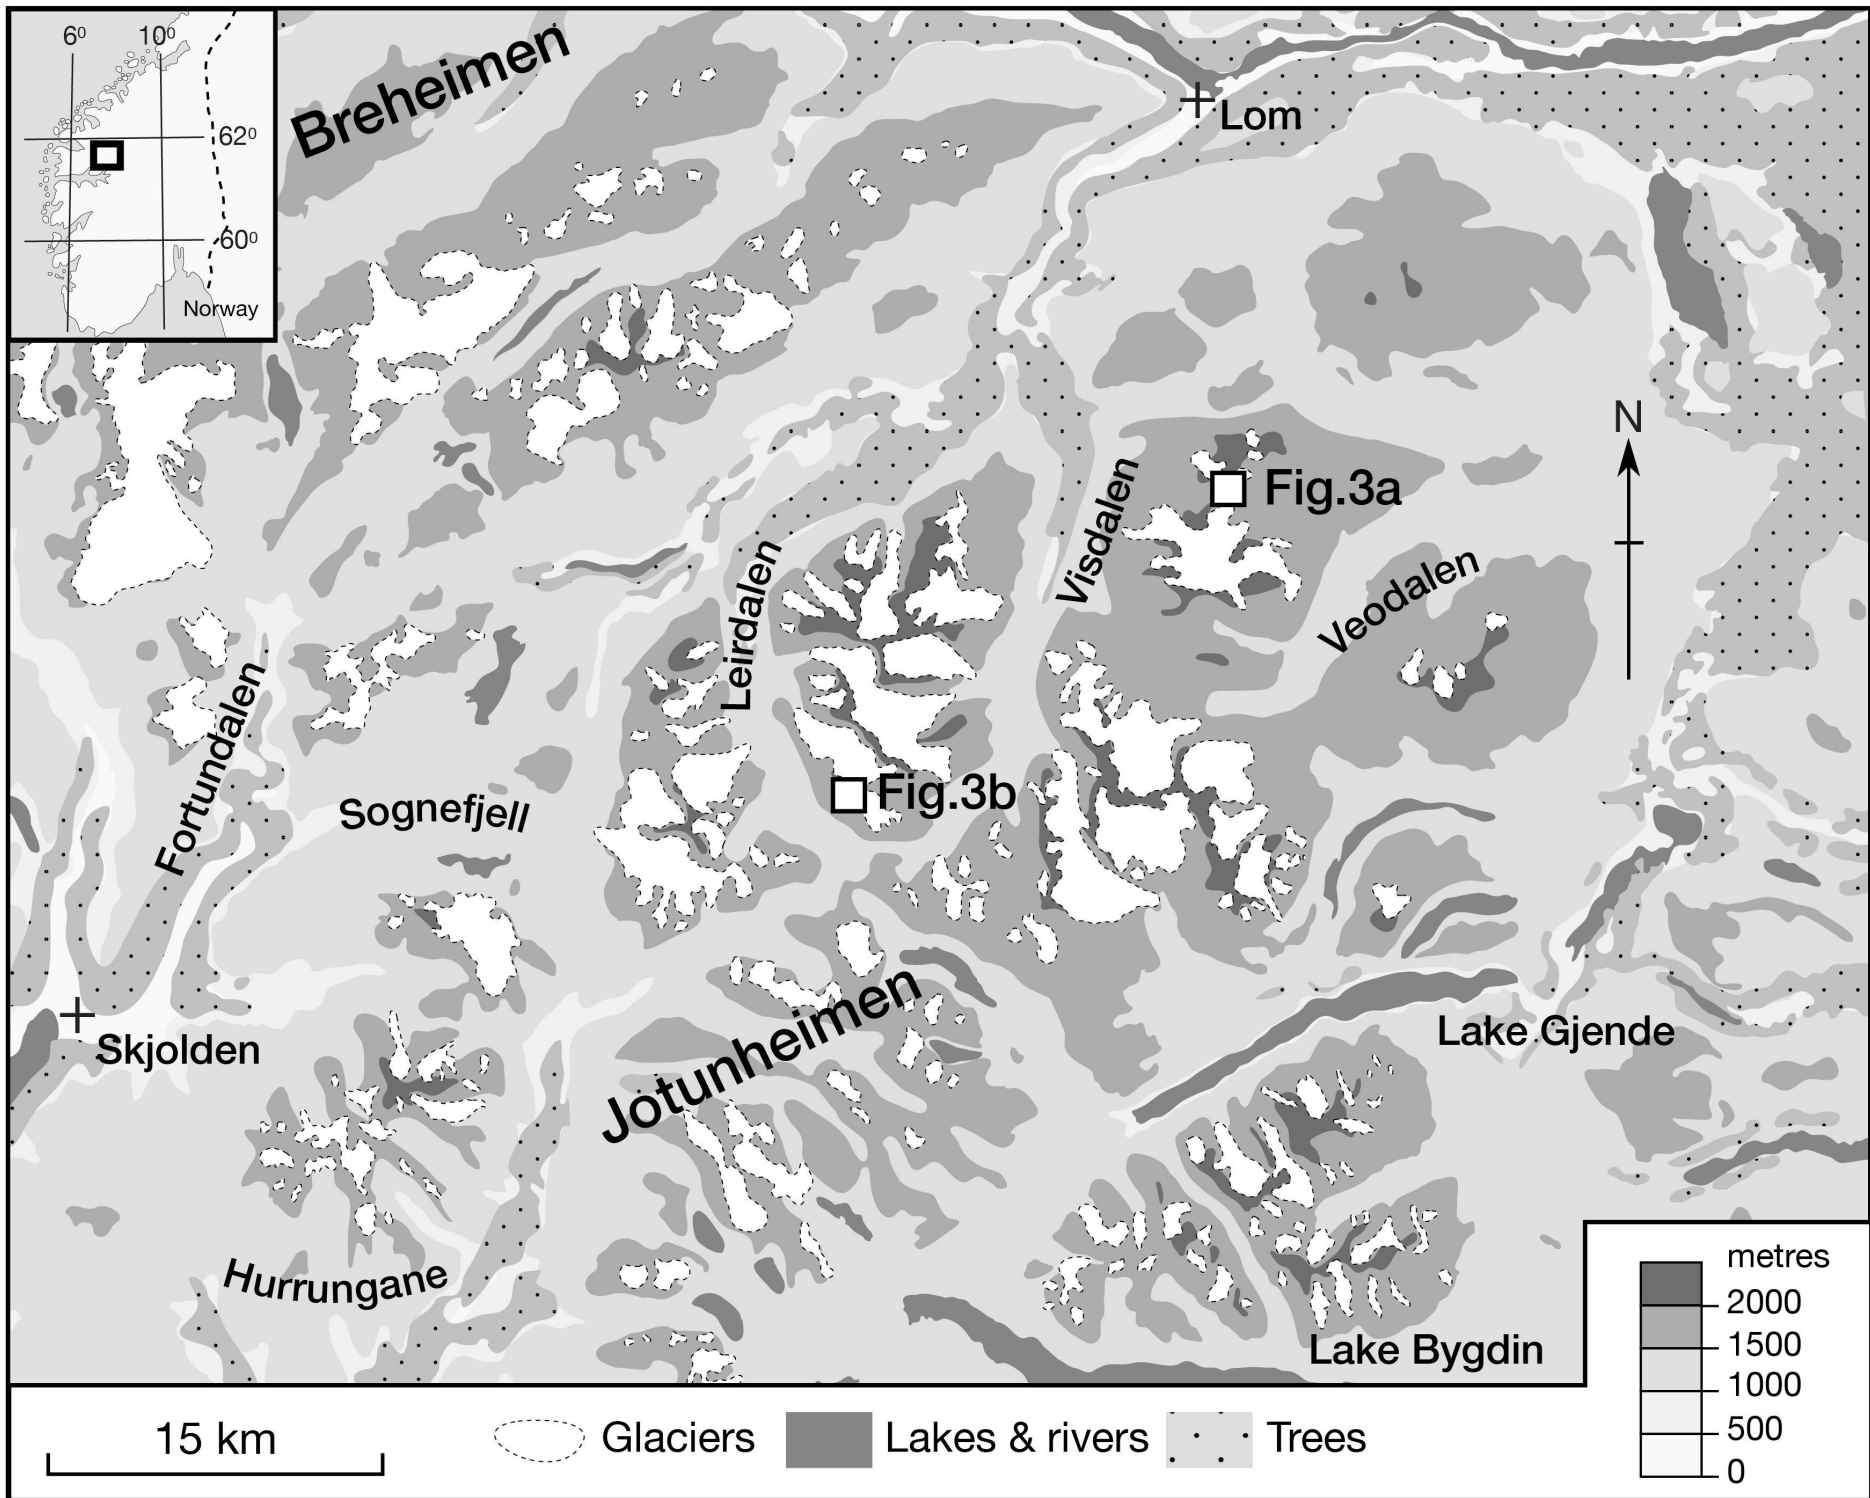 6⁰ 10⁰
62⁰
60⁰
Norway
Breheimen
Lom
N
Fig.3a
Visdalen
Veodalen
Leirdalen
Fortundalen
Sognefjell
Fig.3b
Skjolden
Jotunheimen
Lake Gjende
Hurrungane
Lake Bygdin
metres
2000
1500
1000
500
0
15 km
Glaciers
Lakes & rivers
Trees